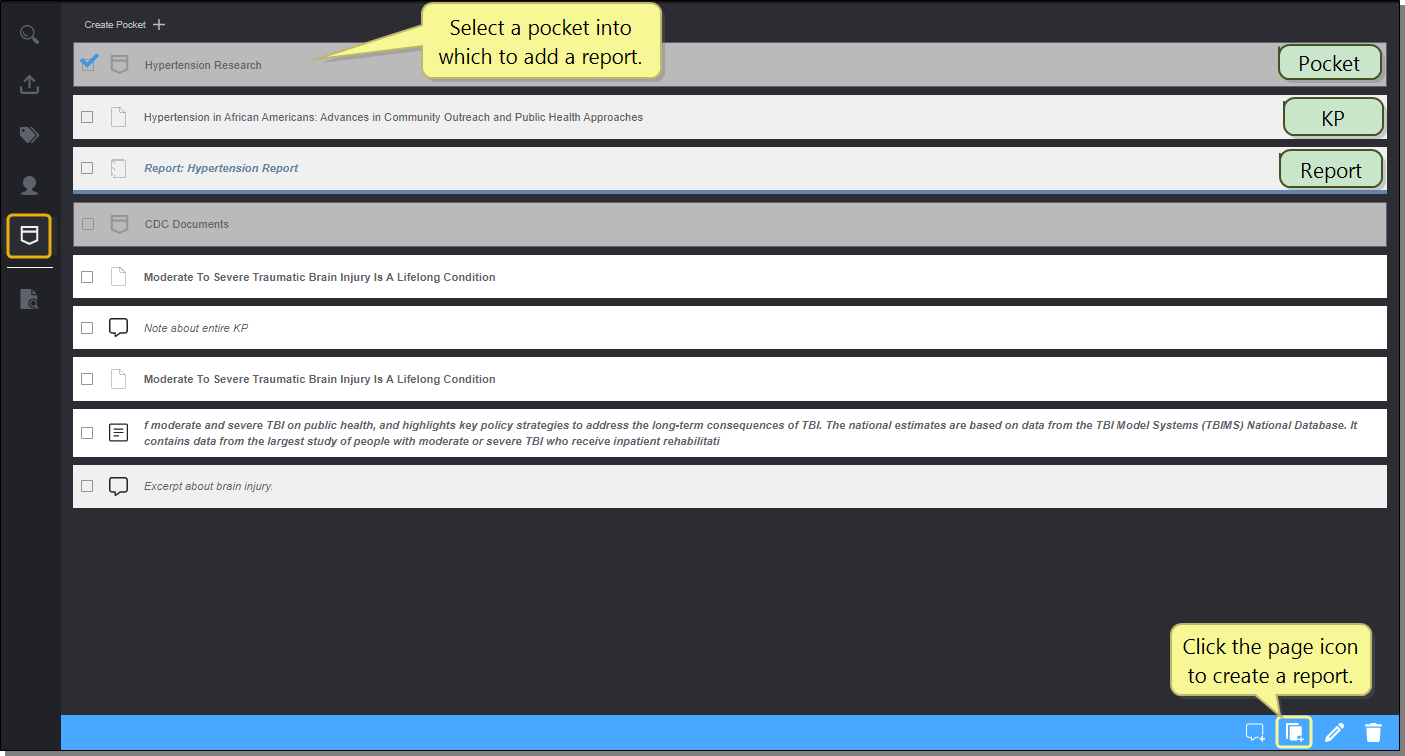 Create Pocket
Select a pocket into
which to add a report.
Hypertension Research
Pocket
Hypertension in African Americans: Advances in Community Outreach and Public Health Approaches
KP
Report: Hypertension Report
Report
CDC Documents
Moderate To Severe Traumatic Brain Injury Is A Lifelong Condition
Note about entire KP
Moderate To Severe Traumatic Brain Injury Is A Lifelong Condition
f moderate and severe TBI on public health, and highlights key policy strategies to address the long-term consequences of TBI. The national estimates are based on data from the TBI Model Systems (TBIMS) National Database. It
contains data from the largest study of people with moderate or severe TBI who receive inpatient rehabilitati
Excerpt about brain injury.
Click the page icon
to create a report.